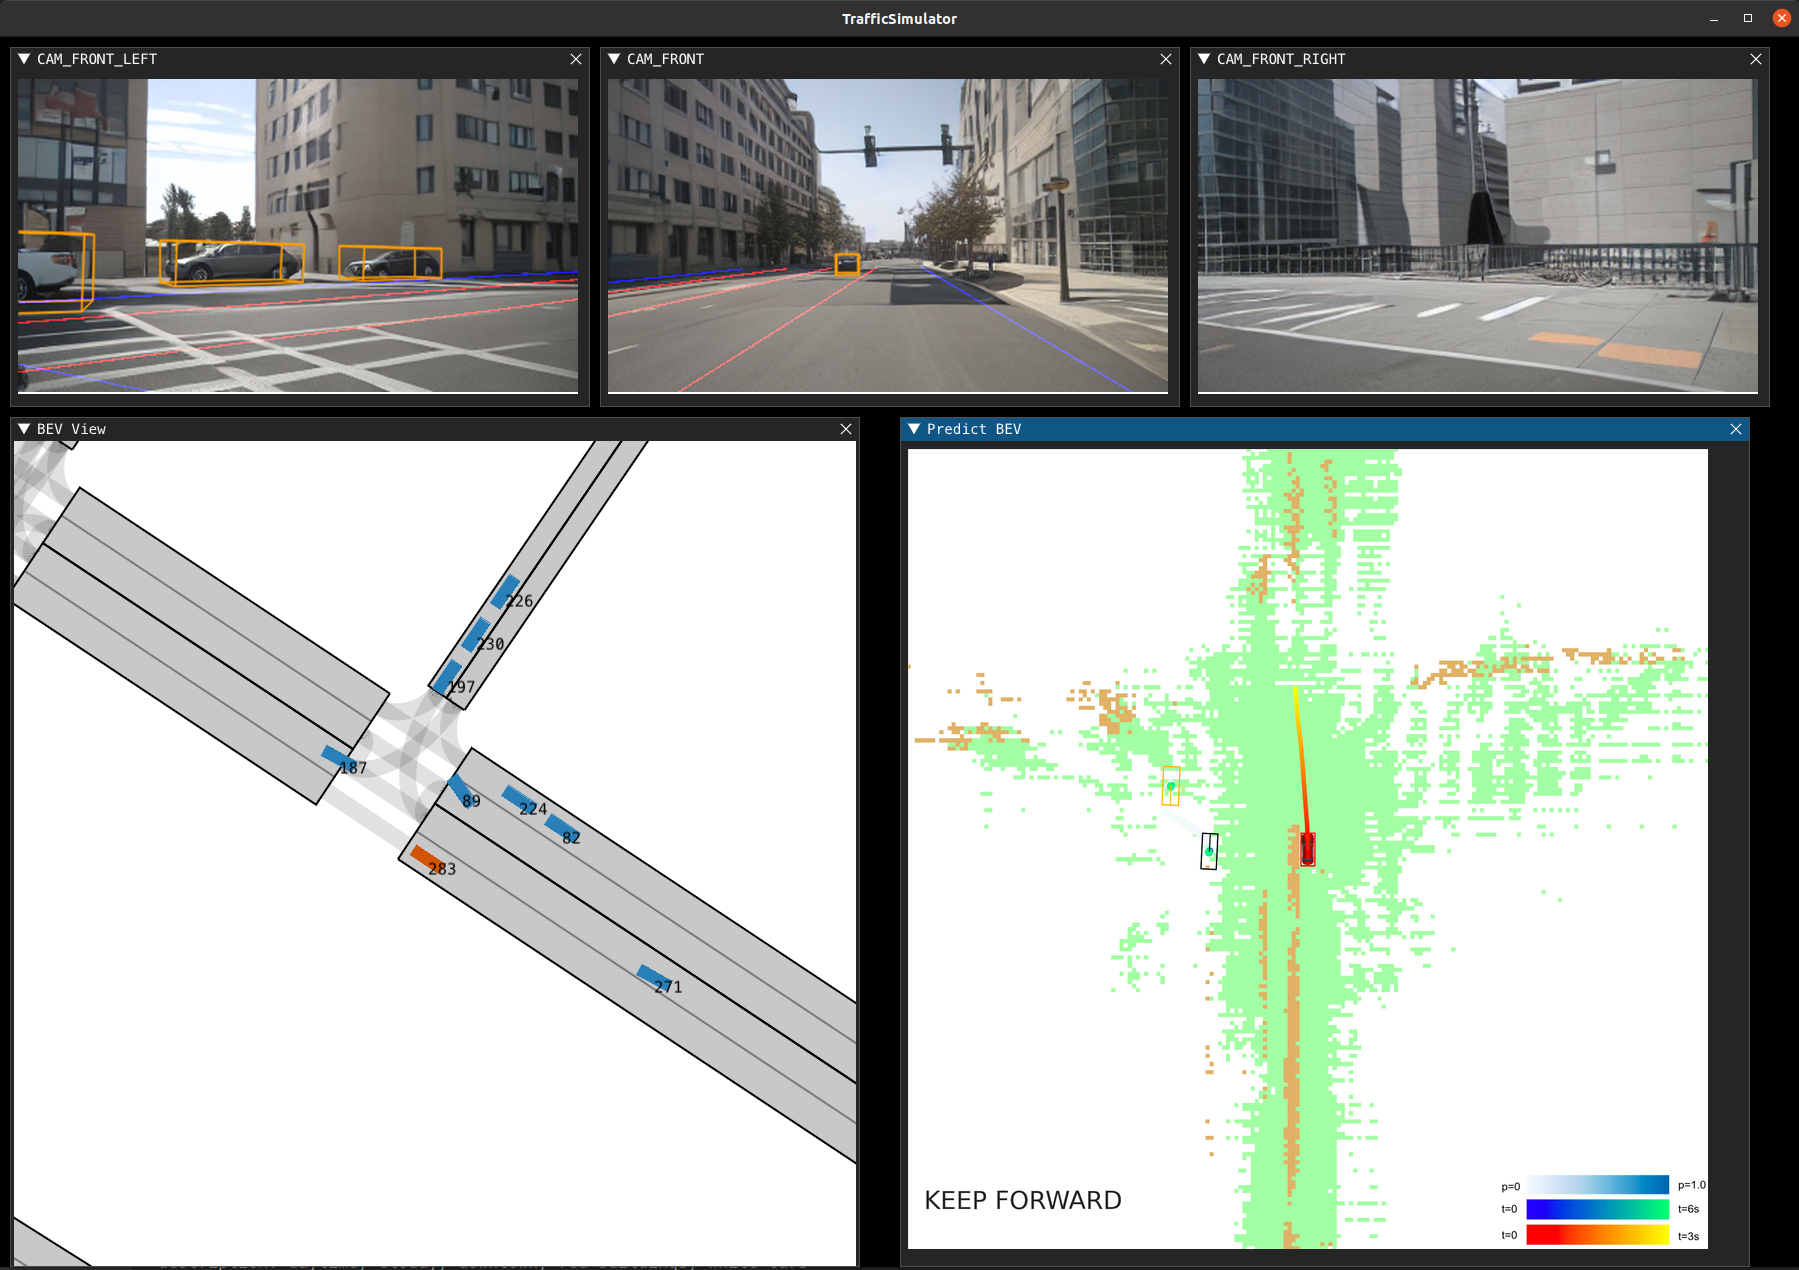 TrafficSimulator
CAM_FRONT_LEFT
CAM_FRONT
CAM_FRONT_RIGHT
BEV View
226
230
197
187
89
224
82
283
271
Predict BEV
KEEP FORWARD
p=0
p=1.0
t=0
t=6s
t=0
t=3s